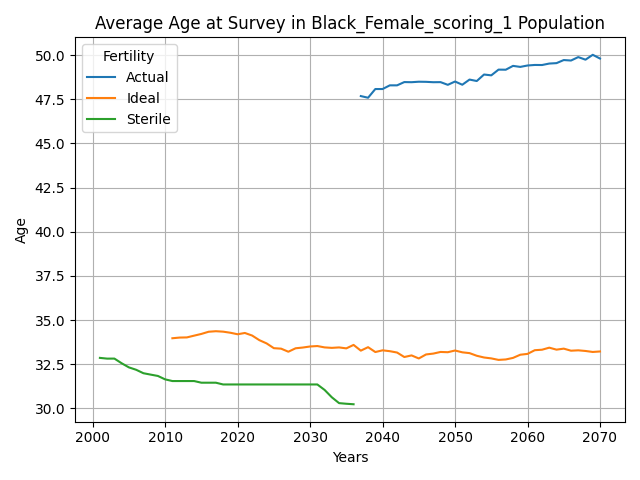 Average Age at Survey in Black_Female_scoring_1 Population
Fertility
Actual
Ideal
Sterile
Age
50.0
47.5
45.0
42.5
40.0
37.5
35.0
32.5
30.0
2000 2010 2020 2030 2040 2050 2060 2070
Years